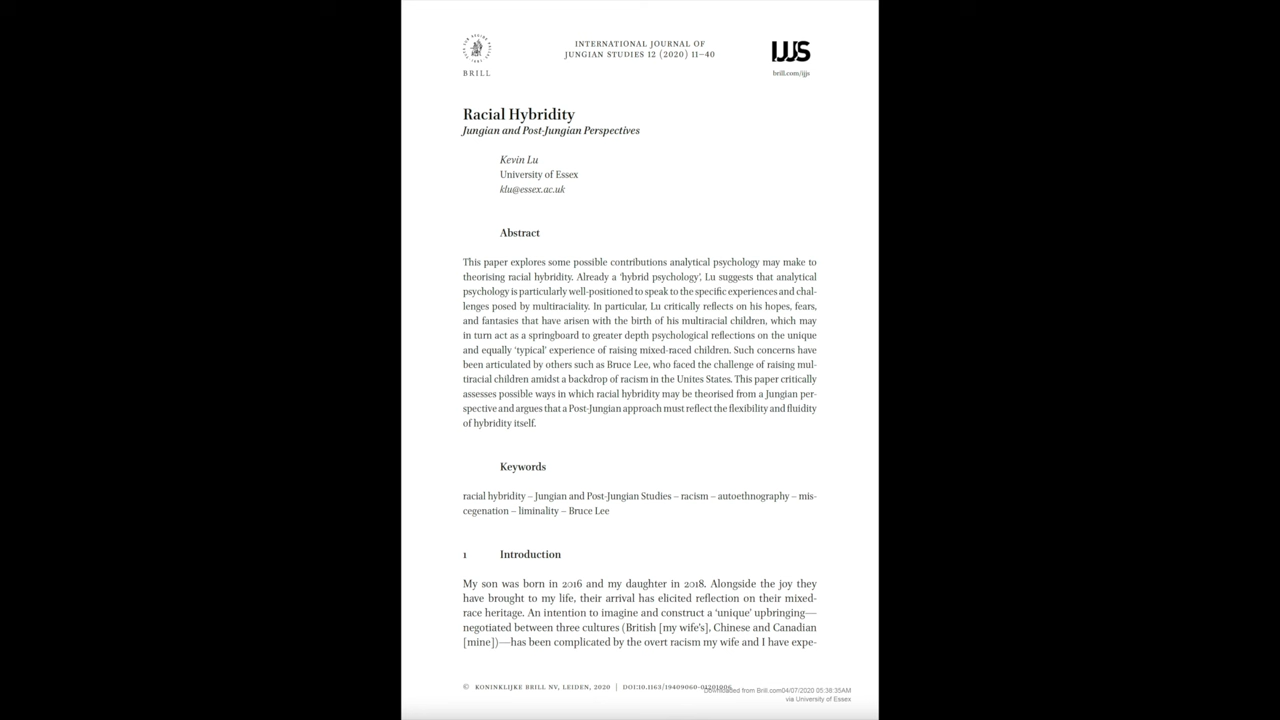 INTERNATIONAL JOURNAL OF
JUNGIAN STUDIES 12 (2020) 11–40
BRILL
IJJS
brill.com/ijjs
Racial Hybridity
Jungian and Post-Jungian Perspectives
Kevin Lu
University of Essex
klu@essex.ac.uk
Abstract
This paper explores some possible contributions analytical psychology may make to
theorising racial hybridity. Already a ‘hybrid psychology’, Lu suggests that analytical
psychology is particularly well-positioned to speak to the specific experiences and chal-
lenges posed by multiraciality. In particular, Lu critically reflects on his hopes, fears,
and fantasies that have arisen with the birth of his multiracial children, which may
in turn act as a springboard to greater depth psychological reflections on the unique
and equally ‘typical’ experience of raising mixed-raced children. Such concerns have
been articulated by others such as Bruce Lee, who faced the challenge of raising mul-
tiracial children amidst a backdrop of racism in the Unites States. This paper critically
assesses possible ways in which racial hybridity may be theorised from a Jungian per-
spective and argues that a Post-Jungian approach must reflect the flexibility and fluidity
of hybridity itself.
Keywords
racial hybridity – Jungian and Post-Jungian Studies – racism – autoethnography – mis-
cegenation – liminality – Bruce Lee
1 Introduction
My son was born in 2016 and my daughter in 2018. Alongside the joy they
have brought to my life, their arrival has elicited reflection on their mixed-
race heritage. An intention to imagine and construct a ‘unique’ upbringing—
negotiated between three cultures (British [my wife’s], Chinese and Canadian
[mine])—has been complicated by the overt racism my wife and I have expe-
© KONINKLIJKE BRILL NV, LEIDEN, 2020 | DOI:10.1163/19409060-01201006
Downloaded from Brill.com04/07/2020 05:38:35AM
via University of Essex